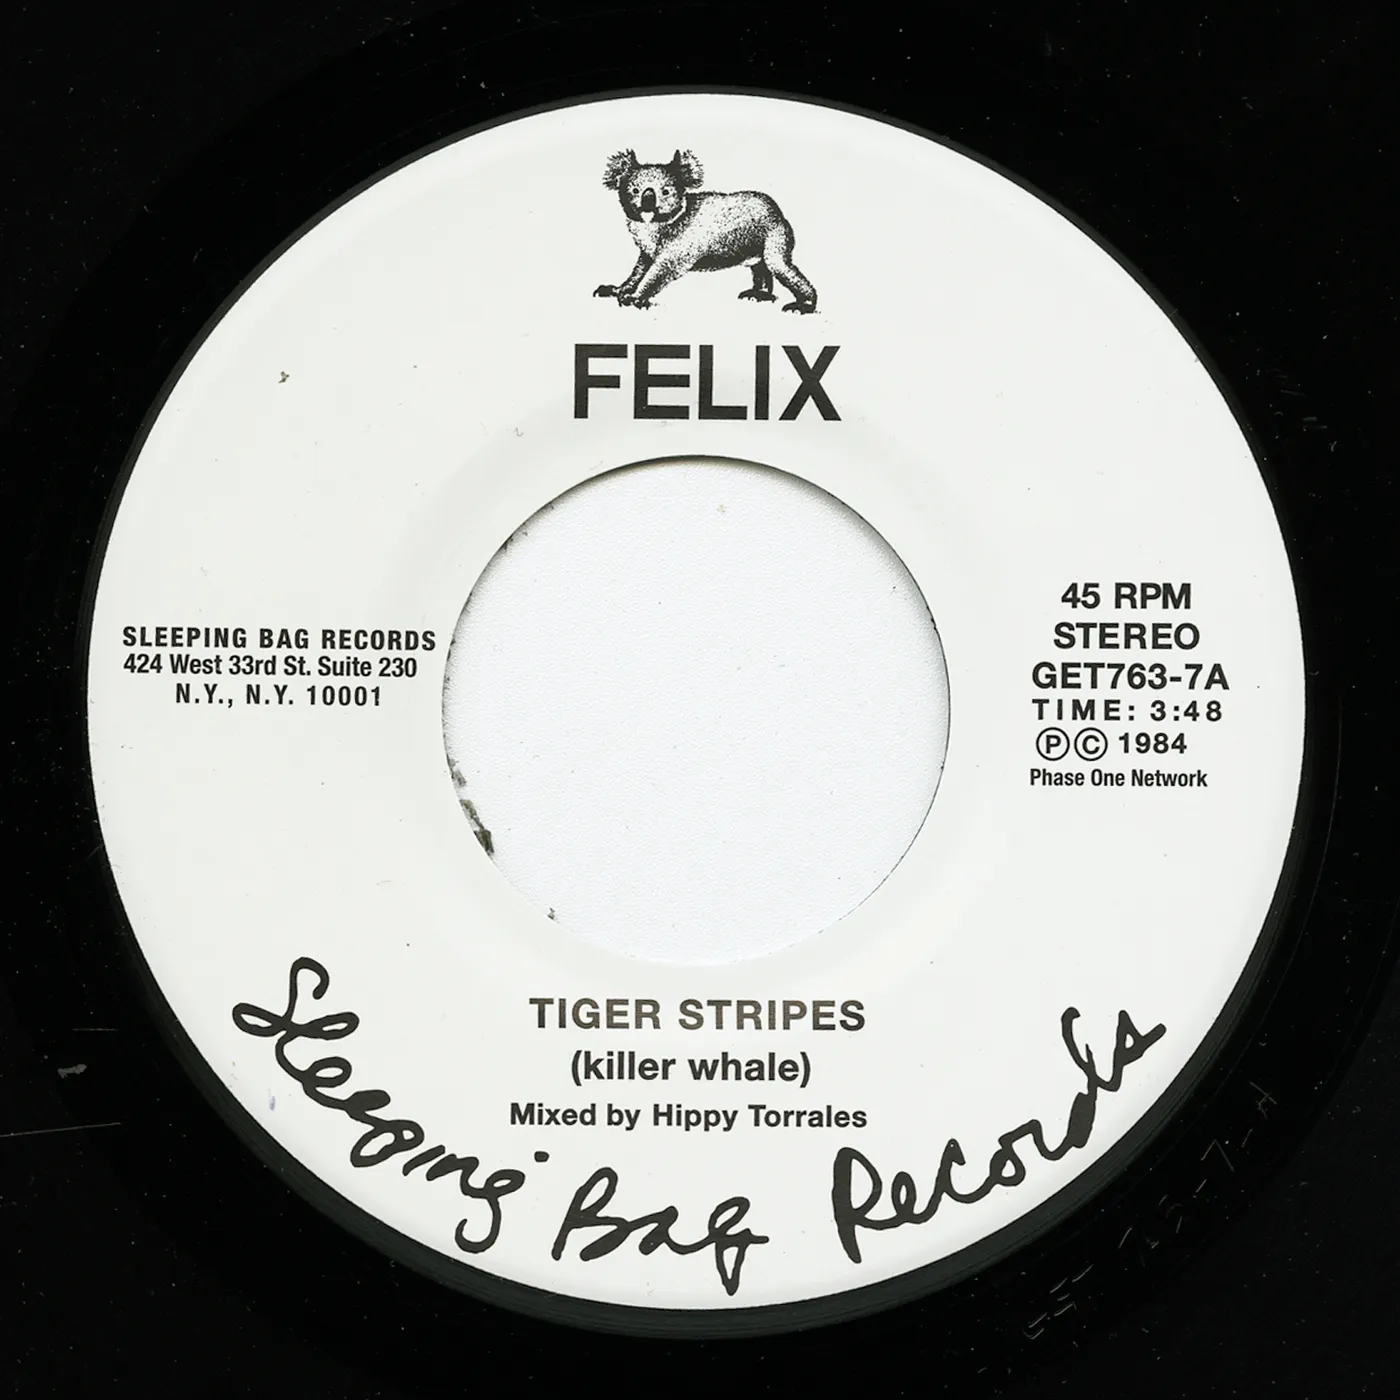 FELIX
SLEEPING BAG RECORDS
424 West 33rd St. Suite 230
N.Y., N.Y. 10001
45 RPM
STEREO
GET763-7A
TIME: 3:48
Ⓟ© 1984
Phase One Network
TIGER STRIPES
(killer whale)
Mixed by Hippy Torrales
Sleeping Bag Records